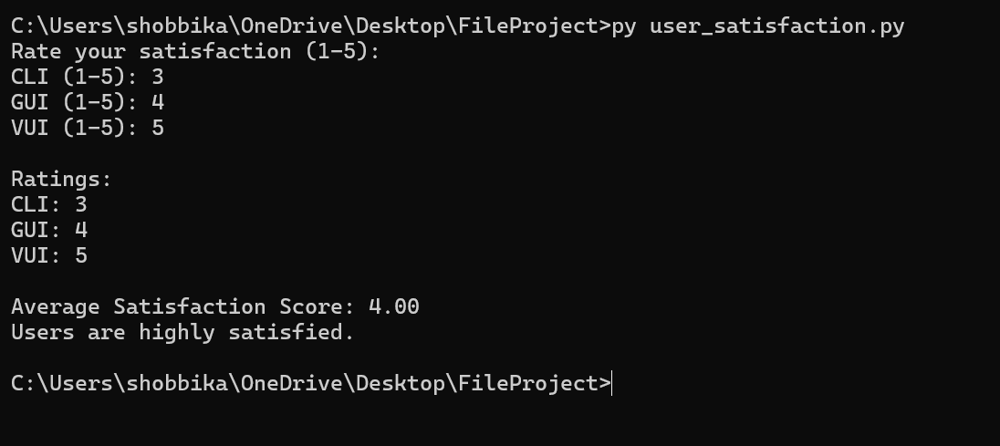 C:\Users\shobbika\OneDrive\Desktop\FileProject>py user_satisfaction.py
Rate your satisfaction (1-5):
CLI (1-5): 3
GUI (1-5): 4
VUI (1-5): 5
Ratings:
CLI: 3
GUI: 4
VUI: 5
Average Satisfaction Score: 4.00
Users are highly satisfied.
C:\Users\shobbika\OneDrive\Desktop\FileProject>